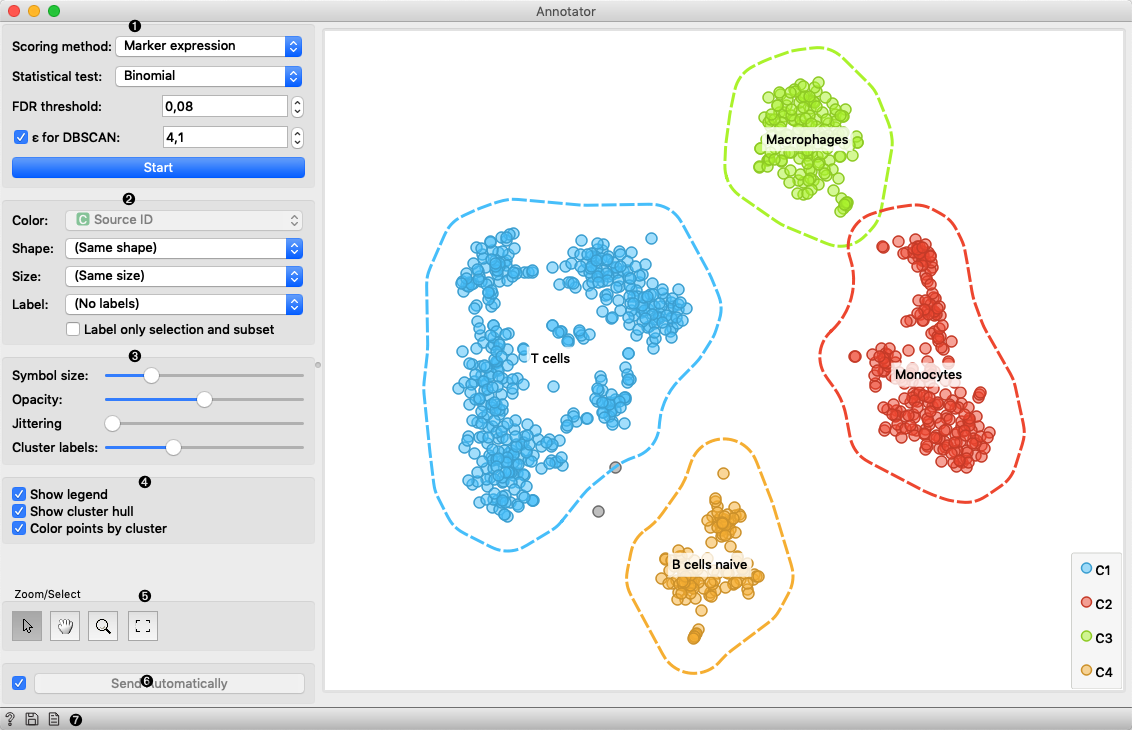 Annotator
❶
Scoring method: Marker expression
Statistical test: Binomial
FDR threshold: 0,08
ε for DBSCAN: 4,1
Start
❷
Color: C Source ID
Shape: (Same shape)
Size: (Same size)
Label: (No labels)
Label only selection and subset
❸
Symbol size:
Opacity:
Jittering
Cluster labels:
❹
Show legend
Show cluster hull
Color points by cluster
Zoom/Select ❺
Send Automatically ❻
? ❼
Macrophages
T cells
Monocytes
B cells naive
C1
C2
C3
C4